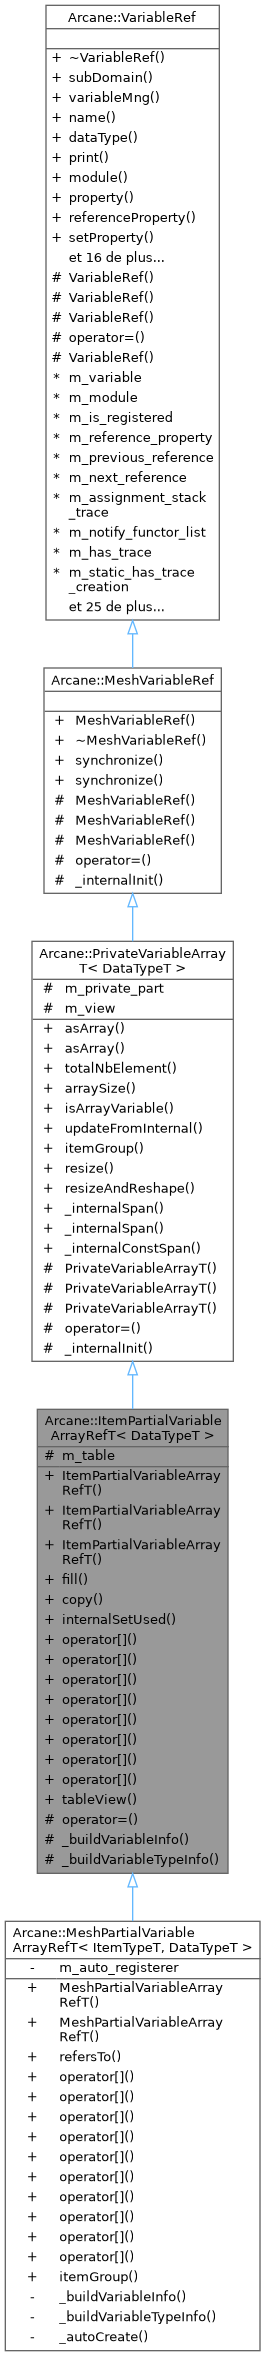 Arcane::VariableRef
+ ~VariableRef()
+ subDomain()
+ variableMng()
+ name()
+ dataType()
+ print()
+ module()
+ property()
+ referenceProperty()
+ setProperty()
et 16 de plus...
# VariableRef()
# VariableRef()
# VariableRef()
# operator=()
# VariableRef()
* m_variable
* m_module
* m_is_registered
* m_reference_property
* m_previous_reference
* m_next_reference
* m_assignment_stack
_trace
* m_notify_functor_list
* m_has_trace
* m_static_has_trace
_creation
et 25 de plus...
Arcane::MeshVariableRef
+ MeshVariableRef()
+ ~MeshVariableRef()
+ synchronize()
+ synchronize()
# MeshVariableRef()
# MeshVariableRef()
# MeshVariableRef()
# operator=()
# _internalInit()
Arcane::PrivateVariableArray
T< DataTypeT >
# m_private_part
# m_view
+ asArray()
+ asArray()
+ totalNbElement()
+ arraySize()
+ isArrayVariable()
+ updateFromInternal()
+ itemGroup()
+ resize()
+ resizeAndReshape()
+ _internalSpan()
+ _internalSpan()
+ _internalConstSpan()
# PrivateVariableArrayT()
# PrivateVariableArrayT()
# PrivateVariableArrayT()
# operator=()
# _internalInit()
Arcane::ItemPartialVariable
ArrayRefT< DataTypeT >
# m_table
+ ItemPartialVariableArray
RefT()
+ ItemPartialVariableArray
RefT()
+ ItemPartialVariableArray
RefT()
+ fill()
+ copy()
+ internalSetUsed()
+ operator[]()
+ operator[]()
+ operator[]()
+ operator[]()
+ operator[]()
+ operator[]()
+ operator[]()
+ operator[]()
+ tableView()
# operator=()
# _buildVariableInfo()
# _buildVariableTypeInfo()
Arcane::MeshPartialVariable
ArrayRefT< ItemTypeT, DataTypeT >
- m_auto_registerer
+ MeshPartialVariableArray
RefT()
+ MeshPartialVariableArray
RefT()
+ refersTo()
+ operator[]()
+ operator[]()
+ operator[]()
+ operator[]()
+ operator[]()
+ operator[]()
+ operator[]()
+ operator[]()
+ operator[]()
+ operator[]()
+ itemGroup()
- _buildVariableInfo()
- _buildVariableTypeInfo()
- _autoCreate()